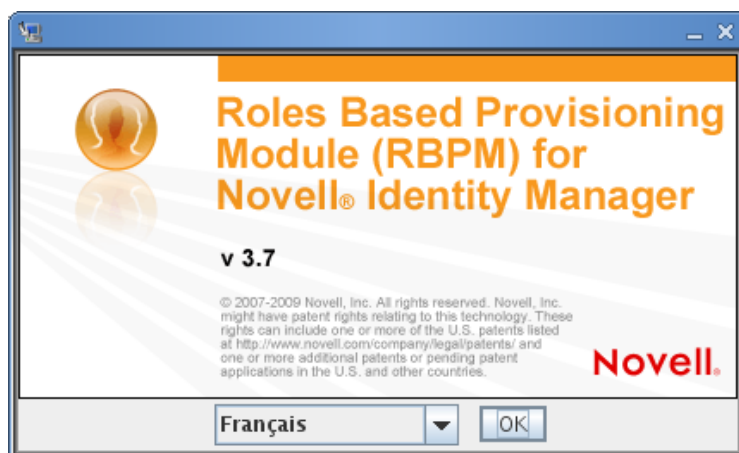 Roles Based Provisioning
Module (RBPM) for
Novell® Identity Manager
v 3.7
© 2007-2009 Novell, Inc. All rights reserved. Novell, Inc.
might have patent rights relating to this technology. These
rights can include one or more of the U.S. patents listed
at http://www.novell.com/company/legal/patents/ and
one or more additional patents or pending patent
applications in the U.S. and other countries.
Novell®
Français
OK